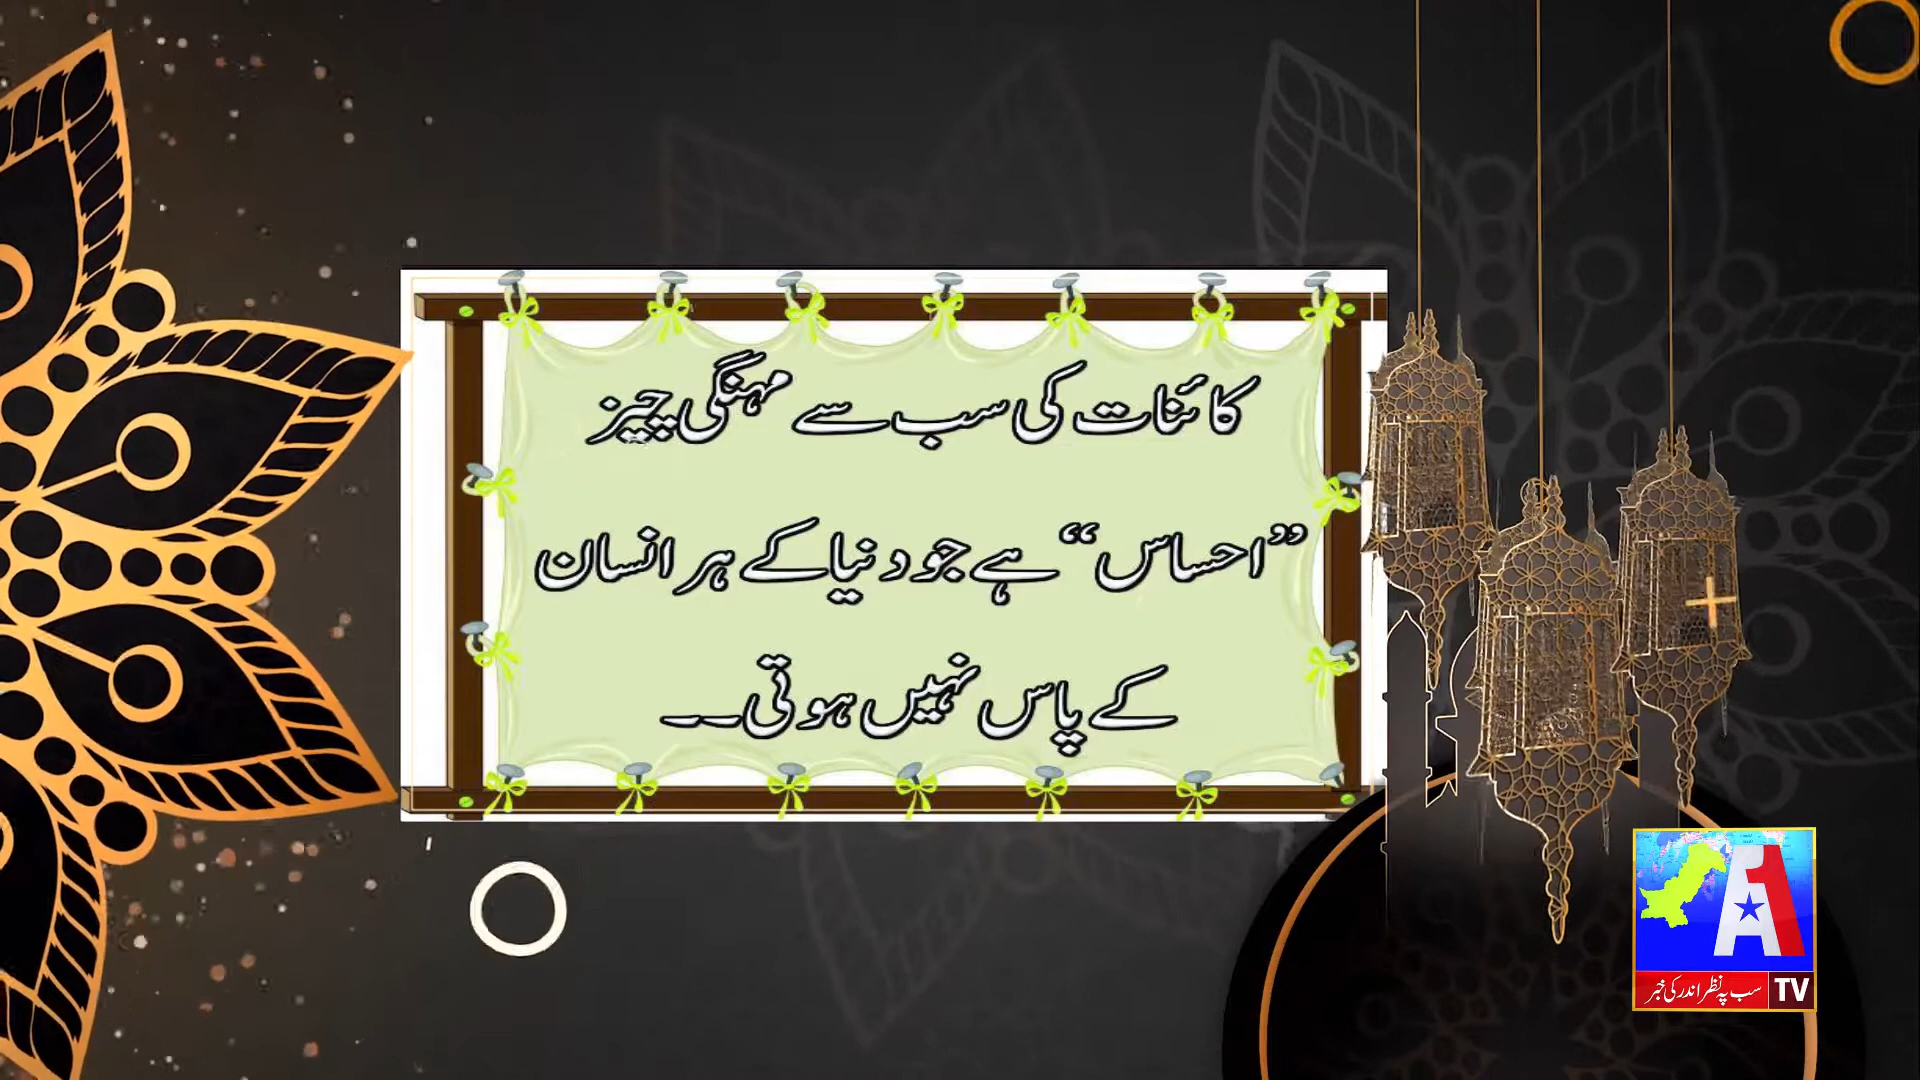 کائنات کی سب سے مہنگی چیز
”احساس“ ہے جو دنیا کے ہر انسان
کے پاس نہیں ہوتی۔۔
A1
سب پہ نظر اندر کی خبر TV